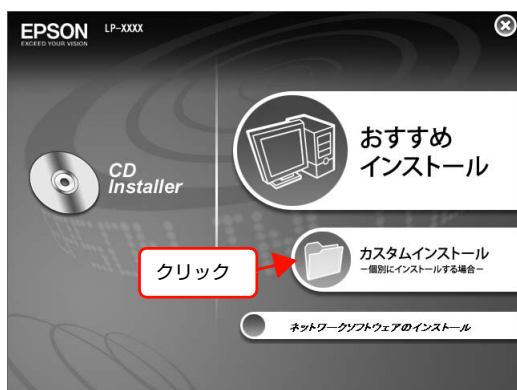 EPSON LP-XXXX
EXCEED YOUR VISION
おすすめ
インストール
CD
Installer
カスタムインストール
－個別にインストールする場合－
クリック
ネットワークソフトウェアのインストール